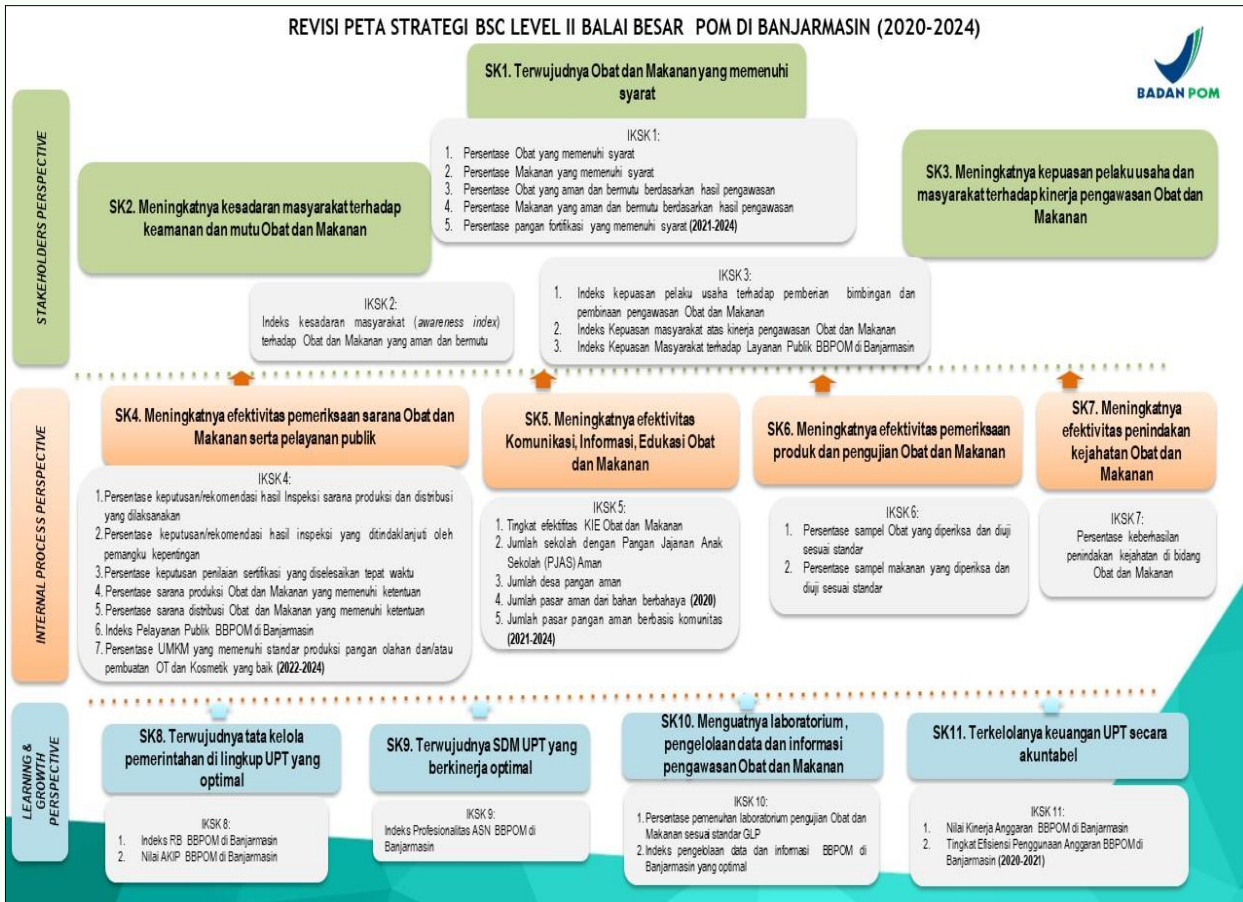 REVISI PETA STRATEGI BSC LEVEL II BALAI BESAR POM DI BANJARMASIN (2020-2024)
BADAN POM
STAKEHOLDERS PERSPECTIVE
SK1. Terwujudnya Obat dan Makanan yang memenuhi
syarat
IKSK 1:
1. Persentase Obat yang memenuhi syarat
2. Persentase Makanan yang memenuhi syarat
3. Persentase Obat yang aman dan bermutu berdasarkan hasil pengawasan
4. Persentase Makanan yang aman dan bermutu berdasarkan hasil pengawasan
5. Persentase pangan fortifikasi yang memenuhi syarat (2021-2024)
SK2. Meningkatnya kesadaran masyarakat terhadap
keamanan dan mutu Obat dan Makanan
IKSK 2:
Indeks kesadaran masyarakat (awareness index)
terhadap Obat dan Makanan yang aman dan bermutu
SK3. Meningkatnya kepuasan pelaku usaha dan
masyarakat terhadap kinerja pengawasan Obat dan
Makanan
IKSK 3:
1. Indeks kepuasan pelaku usaha terhadap pemberian bimbingan dan
pembinaan pengawasan Obat dan Makanan
2. Indeks Kepuasan masyarakat atas kinerja pengawasan Obat dan Makanan
3. Indeks Kepuasan Masyarakat terhadap Layanan Publik BBPOM di Banjarmasin
INTERNAL PROCESS PERSPECTIVE
SK4. Meningkatnya efektivitas pemeriksaan sarana Obat dan
Makanan serta pelayanan publik
IKSK 4:
1. Persentase keputusan/rekomendasi hasil Inspeksi sarana produksi dan distribusi
yang dilaksanakan
2. Persentase keputusan/rekomendasi hasil inspeksi yang ditindaklanjuti oleh
pemangku kepentingan
3. Persentase keputusan penilaian sertifikasi yang diselesaikan tepat waktu
4. Persentase sarana produksi Obat dan Makanan yang memenuhi ketentuan
5. Persentase sarana distribusi Obat dan Makanan yang memenuhi ketentuan
6. Indeks Pelayanan Publik BBPOM di Banjarmasin
7. Persentase UMKM yang memenuhi standar produksi pangan olahan dan/atau
pembuatan OT dan Kosmetik yang baik (2022-2024)
SK5. Meningkatnya efektivitas
Komunikasi, Informasi, Edukasi Obat
dan Makanan
IKSK 5:
1. Tingkat efektifitas KIE Obat dan Makanan
2. Jumlah sekolah dengan Pangan Jajanan Anak
Sekolah (PJAS) Aman
3. Jumlah desa pangan aman
4. Jumlah pasar aman dari bahan berbahaya (2020)
5. Jumlah pasar pangan aman berbasis komunitas
(2021-2024)
SK6. Meningkatnya efektivitas pemeriksaan
produk dan pengujian Obat dan Makanan
IKSK 6:
1. Persentase sampel Obat yang diperiksa dan diuji
sesuai standar
2. Persentase sampel makanan yang diperiksa dan
diuji sesuai standar
SK7. Meningkatnya
efektivitas penindakan
kejahatan Obat dan
Makanan
IKSK 7:
Persentase keberhasilan
penindakan kejahatan di bidang
Obat dan Makanan
LEARNING &
GROWTH
PERSPECTIVE
SK8. Terwujudnya tata kelola
pemerintahan di lingkup UPT yang
optimal
IKSK 8:
1. Indeks RB BBPOM di Banjarmasin
2. Nilai AKIP BBPOM di Banjarmasin
SK9. Terwujudnya SDM UPT yang
berkinerja optimal
IKSK 9:
Indeks Profesionalitas ASN BBPOM di
Banjarmasin
SK10. Menguatnya laboratorium,
pengelolaan data dan informasi
pengawasan Obat dan Makanan
IKSK 10:
1. Persentase pemenuhan laboratorium pengujian Obat dan
Makanan sesuai standar GLP
2. Indeks pengelolaan data dan informasi BBPOM di
Banjarmasin yang optimal
SK11. Terkelolanya keuangan UPT secara
akuntabel
IKSK 11:
1. Nilai Kinerja Anggaran BBPOM di Banjarmasin
2. Tingkat Efisiensi Penggunaan Anggaran BBPOM di
Banjarmasin (2020-2021)